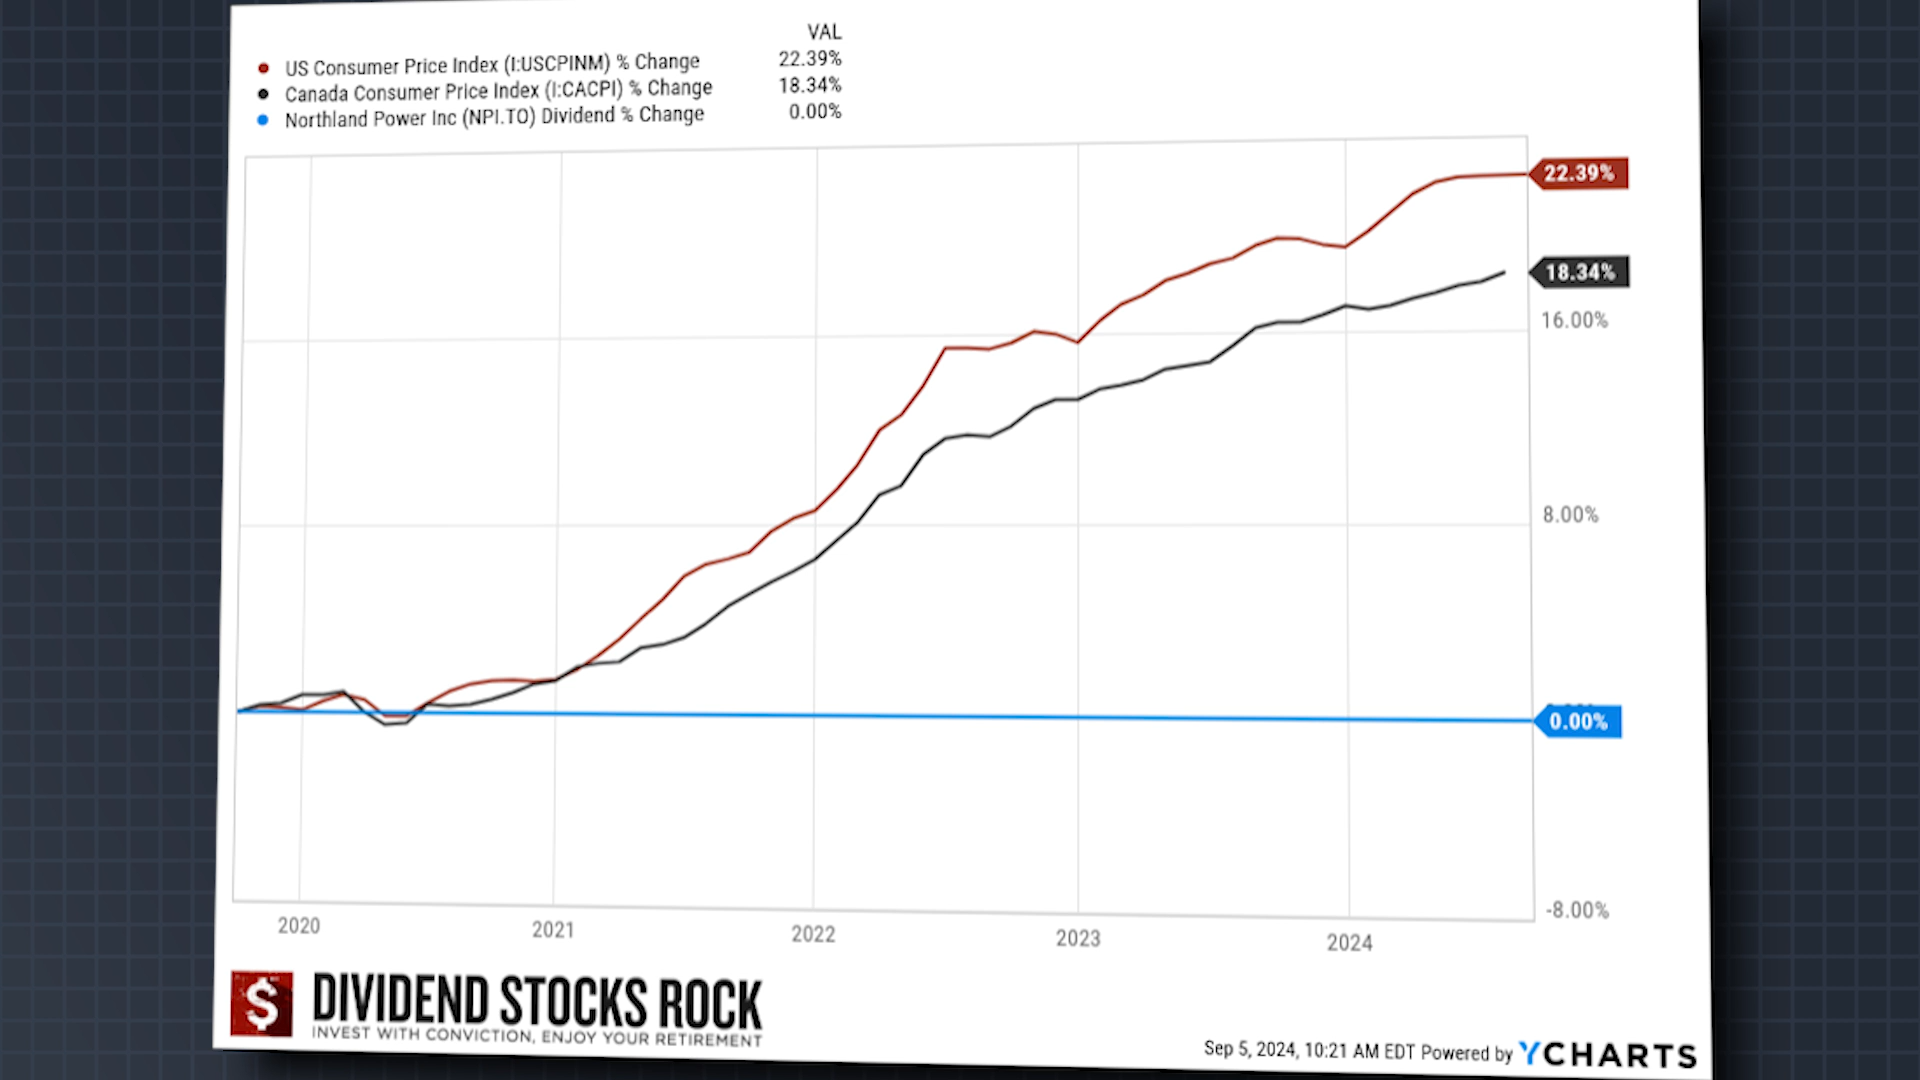 VAL
US Consumer Price Index (I:USCPINM) % Change 22.39%
Canada Consumer Price Index (I:CACPI) % Change 18.34%
Northland Power Inc (NPI.TO) Dividend % Change 0.00%
22.39%
18.34%
16.00%
8.00%
0.00%
-8.00%
2020 2021 2022 2023 2024
$ DIVIDEND STOCKS ROCK
INVEST WITH CONVICTION, ENJOY YOUR RETIREMENT
Sep 5, 2024, 10:21 AM EDT Powered by YCHARTS